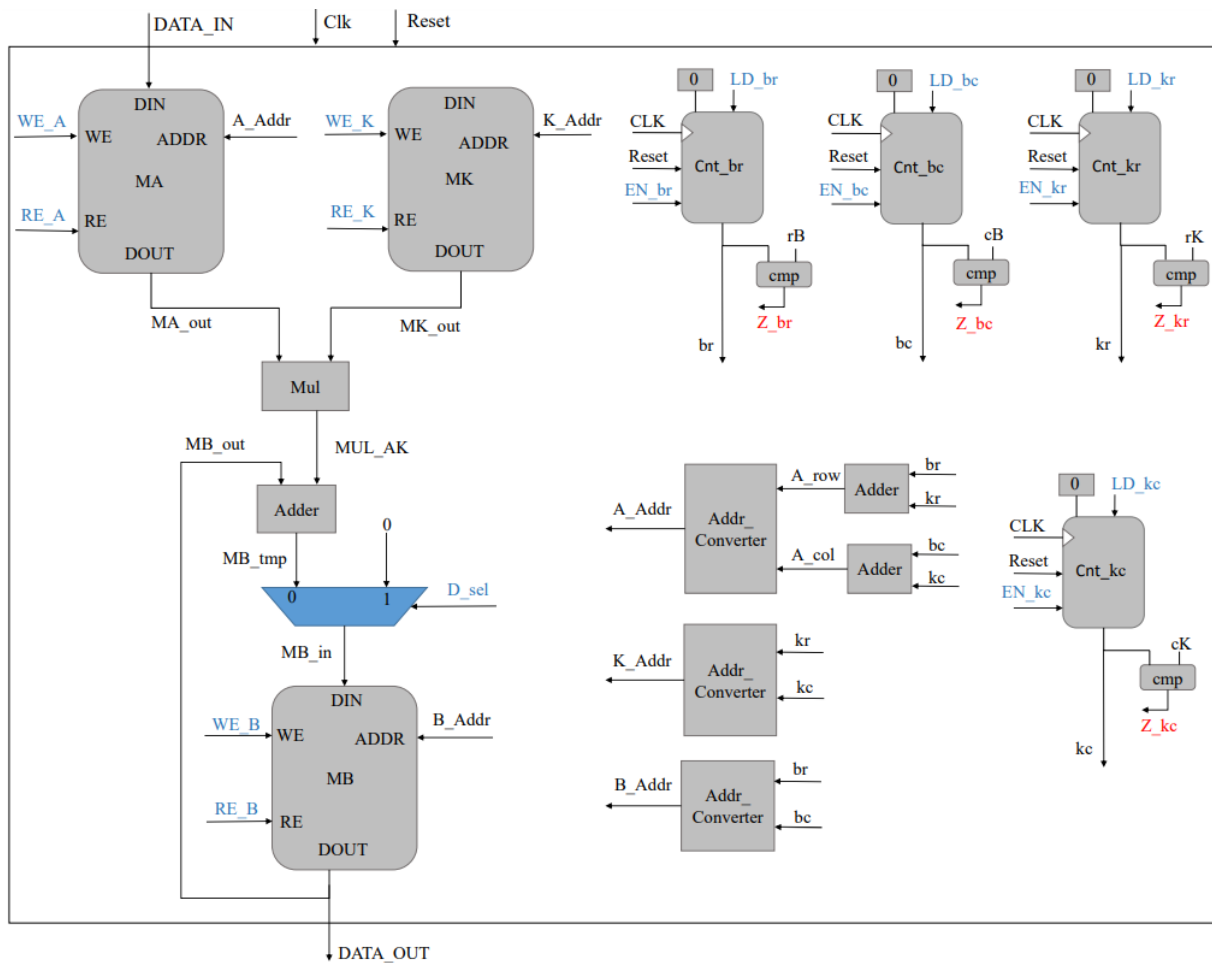 DATA_IN
Clk
Reset
DIN
WE_A
WE
ADDR
A_Addr
MA
RE_A
RE
DOUT
MA_out
DIN
WE_K
WE
ADDR
K_Addr
MK
RE_K
RE
DOUT
MK_out
Mul
MB_out
MUL_AK
Adder
0
MB_tmp
0
1
D_sel
MB_in
DIN
WE_B
WE
ADDR
B_Addr
MB
RE_B
RE
DOUT
DATA_OUT
0
LD_br
CLK
Reset
Cnt_br
EN_br
rB
cmp
Z_br
br
0
LD_bc
CLK
Reset
Cnt_bc
EN_bc
cB
cmp
Z_bc
bc
0
LD_kr
CLK
Reset
Cnt_kr
EN_kr
rK
cmp
Z_kr
kr
A_Addr
Addr_
Converter
A_row
Adder
br
kr
A_col
Adder
bc
kc
K_Addr
Addr_
Converter
kr
kc
B_Addr
Addr_
Converter
br
bc
0
LD_kc
CLK
Reset
Cnt_kc
EN_kc
cK
cmp
Z_kc
kc